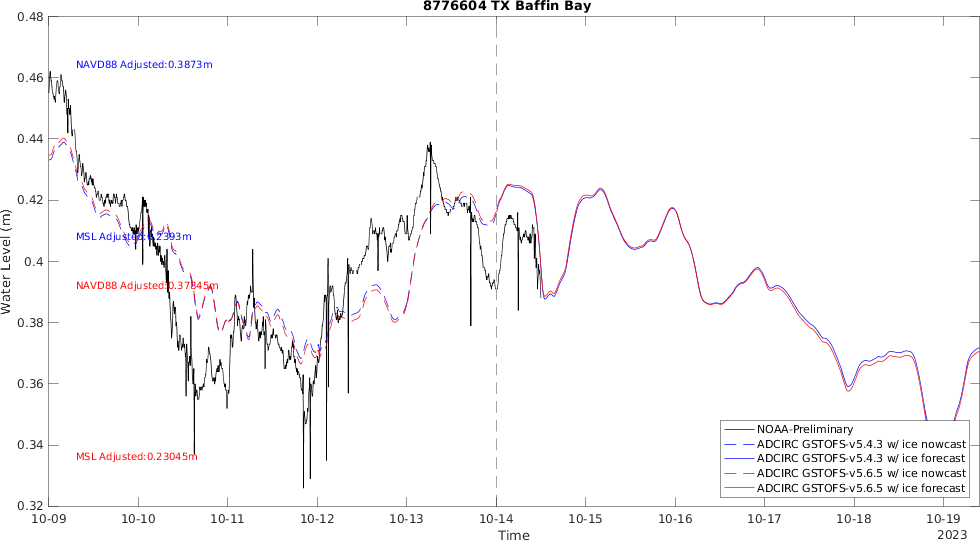 8776604 TX Baffin Bay
0.48
0.46
0.44
0.42
0.4
0.38
0.36
0.34
0.32
Water Level (m)
NAVD88 Adjusted:0.3873m
MSL Adjusted:0.2393m
NAVD88 Adjusted:0.37845m
MSL Adjusted:0.23045m
NOAA-Preliminary
ADCIRC GSTOFS-v5.4.3 w/ ice nowcast
ADCIRC GSTOFS-v5.4.3 w/ ice forecast
ADCIRC GSTOFS-v5.6.5 w/ ice nowcast
ADCIRC GSTOFS-v5.6.5 w/ ice forecast
10-09 10-10 10-11 10-12 10-13 10-14 10-15 10-16 10-17 10-18 10-19
Time 2023